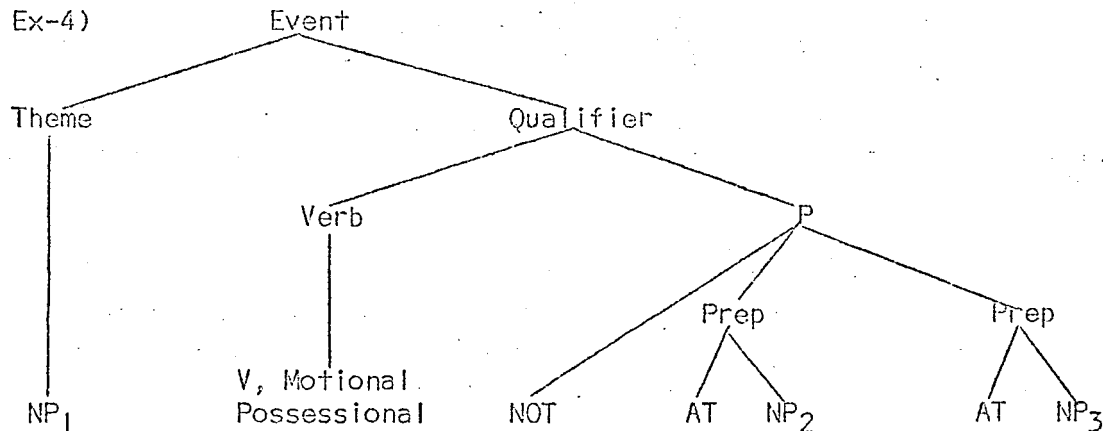 Ex-4) Event
Theme Qualifier
Verb P
Prep Prep
V, Motional
NP1 Possessional NOT AT NP2 AT NP3